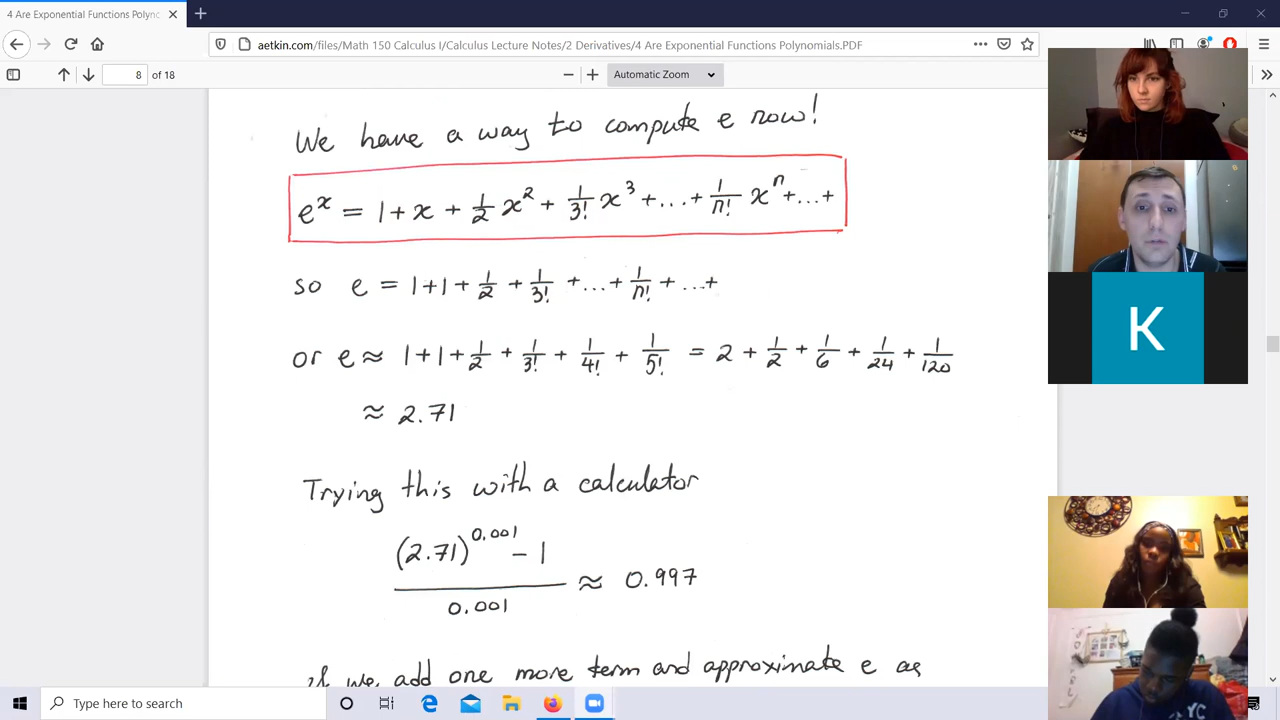 4 Are Exponential Functions Polync
aetkin.com/files/Math 150 Calculus I/Calculus Lecture Notes/2 Derivatives/4 Are Exponential Functions Polynomials.PDF
8 of 18
Automatic Zoom
We have a way to compute e now!
e^x = 1 + x + 1/2 x^2 + 1/3! x^3 + ... + 1/n! x^n + ... +
so e = 1 + 1 + 1/2 + 1/3! + ... + 1/n! + ... +
or e ≈ 1 + 1 + 1/2 + 1/3! + 1/4! + 1/5! = 2 + 1/2 + 1/6 + 1/24 + 1/120
≈ 2.71
Trying this with a calculator
((2.71)^0.001 - 1)/0.001 ≈ 0.997
If we add one more term and approximate e as
K
Type here to search